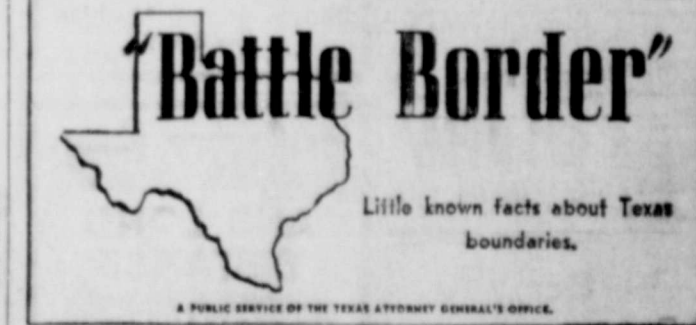 "Battle Border"
Little known facts about Texas
boundaries.
A PUBLIC SERVICE OF THE TEXAS ATTORNEY GENERAL'S OFFICE.